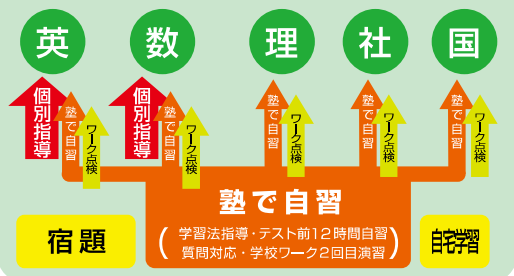 英
数
理
社
国
個別指導
塾で自習
ワーク点検
個別指導
塾で自習
ワーク点検
塾で自習
ワーク点検
塾で自習
ワーク点検
塾で自習
ワーク点検
塾で自習
(学習法指導・テスト前12時間自習
質問対応・学校ワーク2回目演習)
宿題
自宅学習